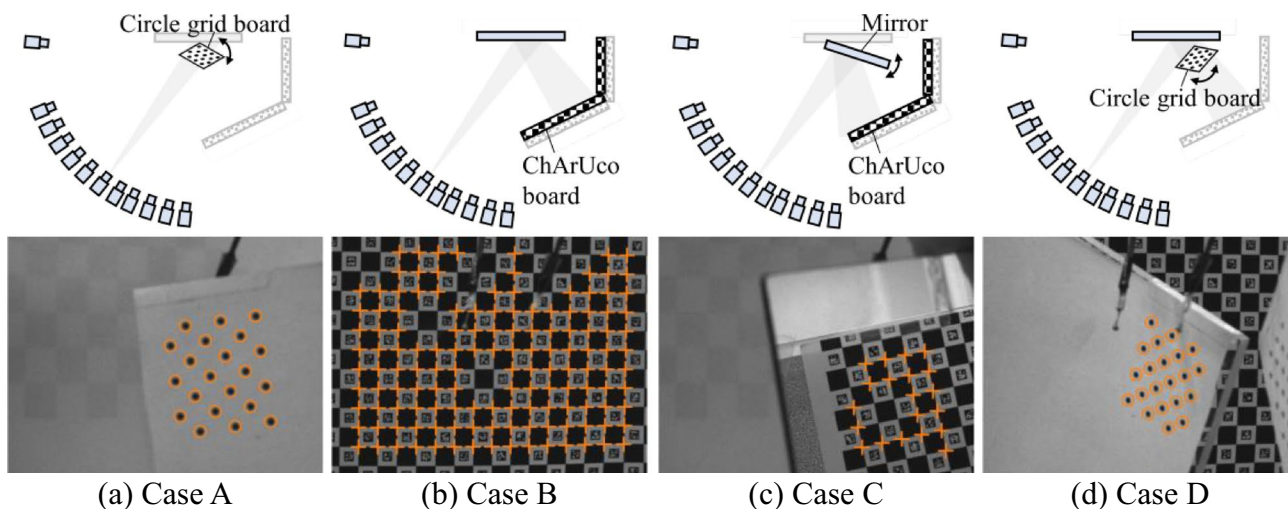 Circle grid board
ChArUco
board
Mirror
ChArUco
board
Circle grid board
(a) Case A
(b) Case B
(c) Case C
(d) Case D